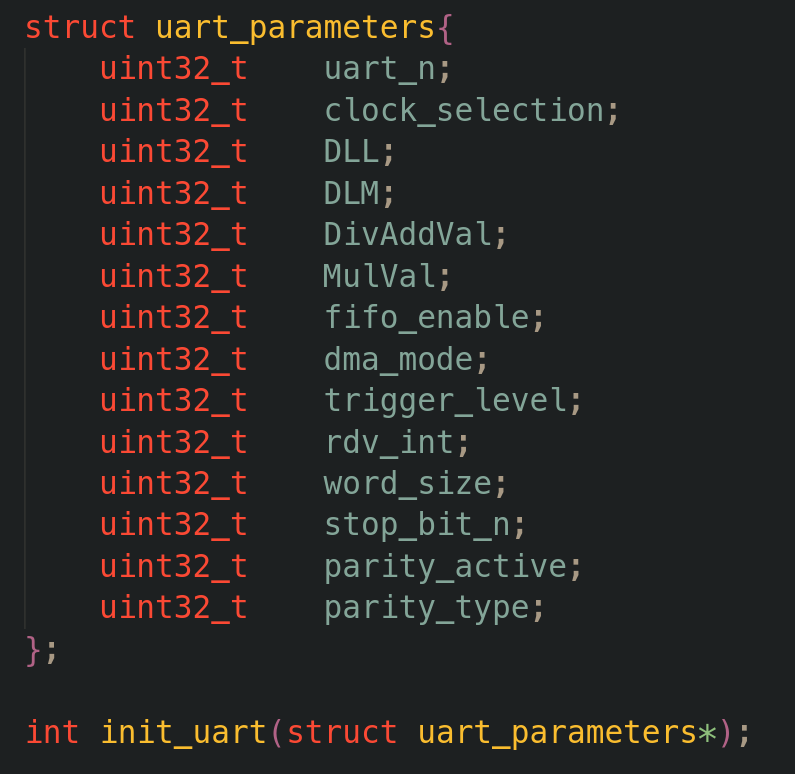 struct uart_parameters{
    uint32_t    uart_n;
    uint32_t    clock_selection;
    uint32_t    DLL;
    uint32_t    DLM;
    uint32_t    DivAddVal;
    uint32_t    MulVal;
    uint32_t    fifo_enable;
    uint32_t    dma_mode;
    uint32_t    trigger_level;
    uint32_t    rdv_int;
    uint32_t    word_size;
    uint32_t    stop_bit_n;
    uint32_t    parity_active;
    uint32_t    parity_type;
};

int init_uart(struct uart_parameters*);